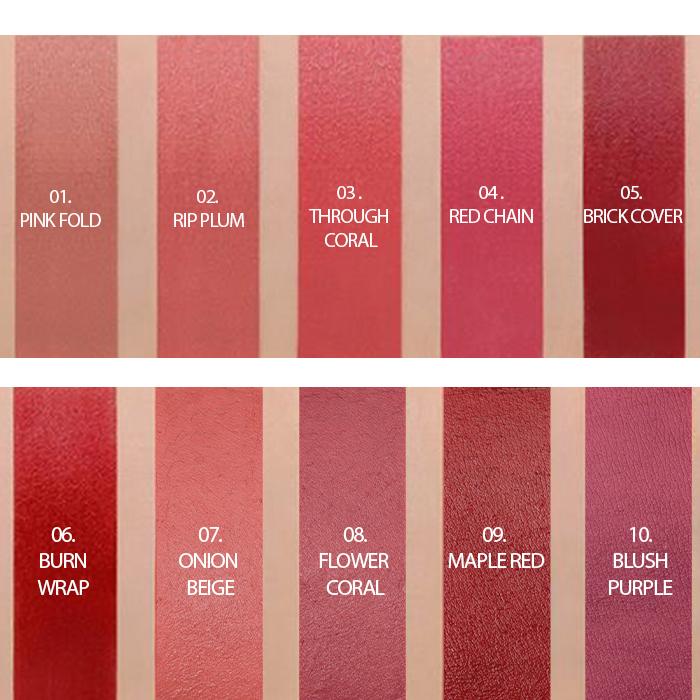 01.
PINK FOLD
02.
RIP PLUM
03.
THROUGH
CORAL
04.
RED CHAIN
05.
BRICK COVER
06.
BURN
WRAP
07.
ONION
BEIGE
08.
FLOWER
CORAL
09.
MAPLE RED
10.
BLUSH
PURPLE